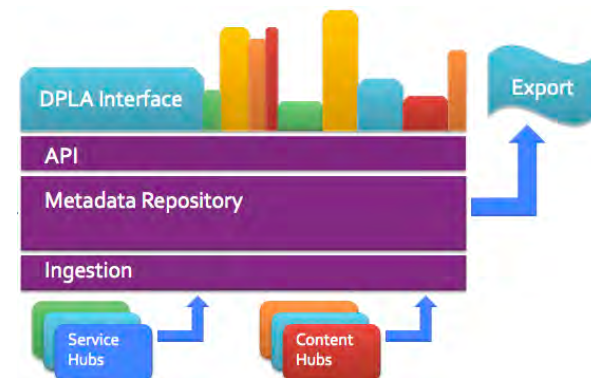 DPLA Interface
Export
API
Metadata Repository
Ingestion
Service
Hubs
Content
Hubs